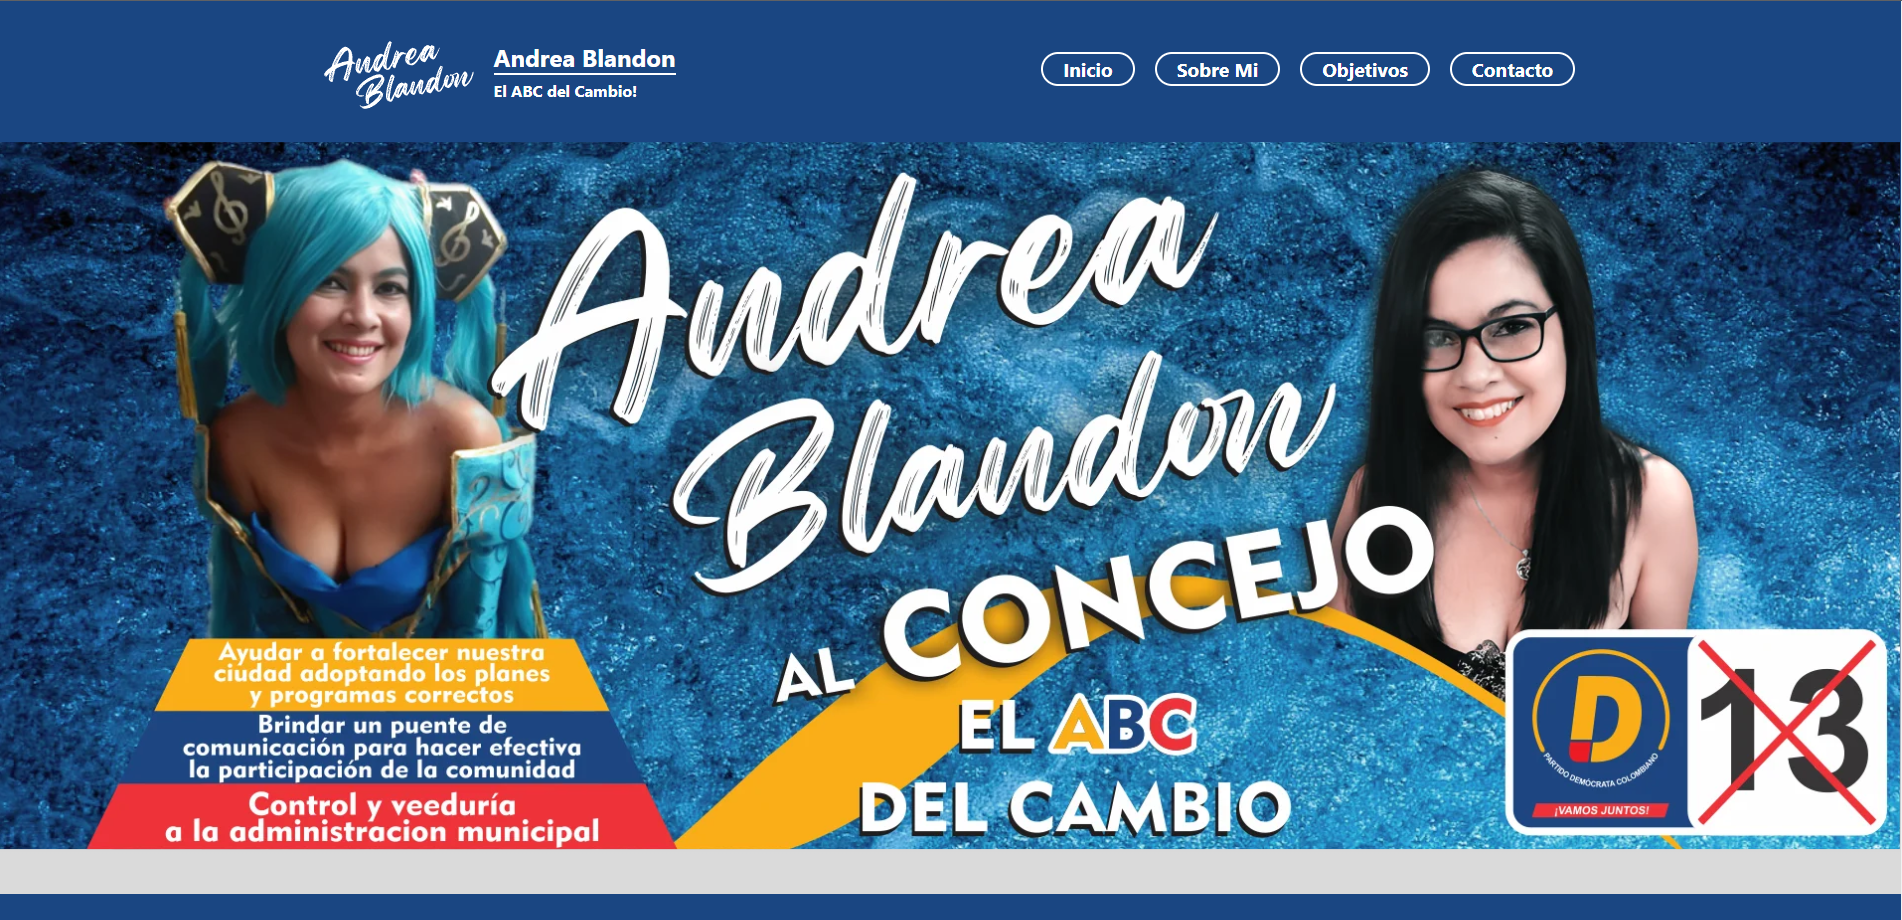 Andrea
Blandon
Andrea Blandon
El ABC del Cambio!
Inicio
Sobre Mi
Objetivos
Contacto
Andrea
Blandon
AL CONCEJO
EL ABC
DEL CAMBIO
Ayudar a fortalecer nuestra
ciudad adoptando los planes
y programas correctos
Brindar un puente de
comunicación para hacer efectiva
la participación de la comunidad
Control y veeduría
a la administracion municipal
D
PARTIDO DEMÓCRATA COLOMBIANO
¡VAMOS JUNTOS!
13